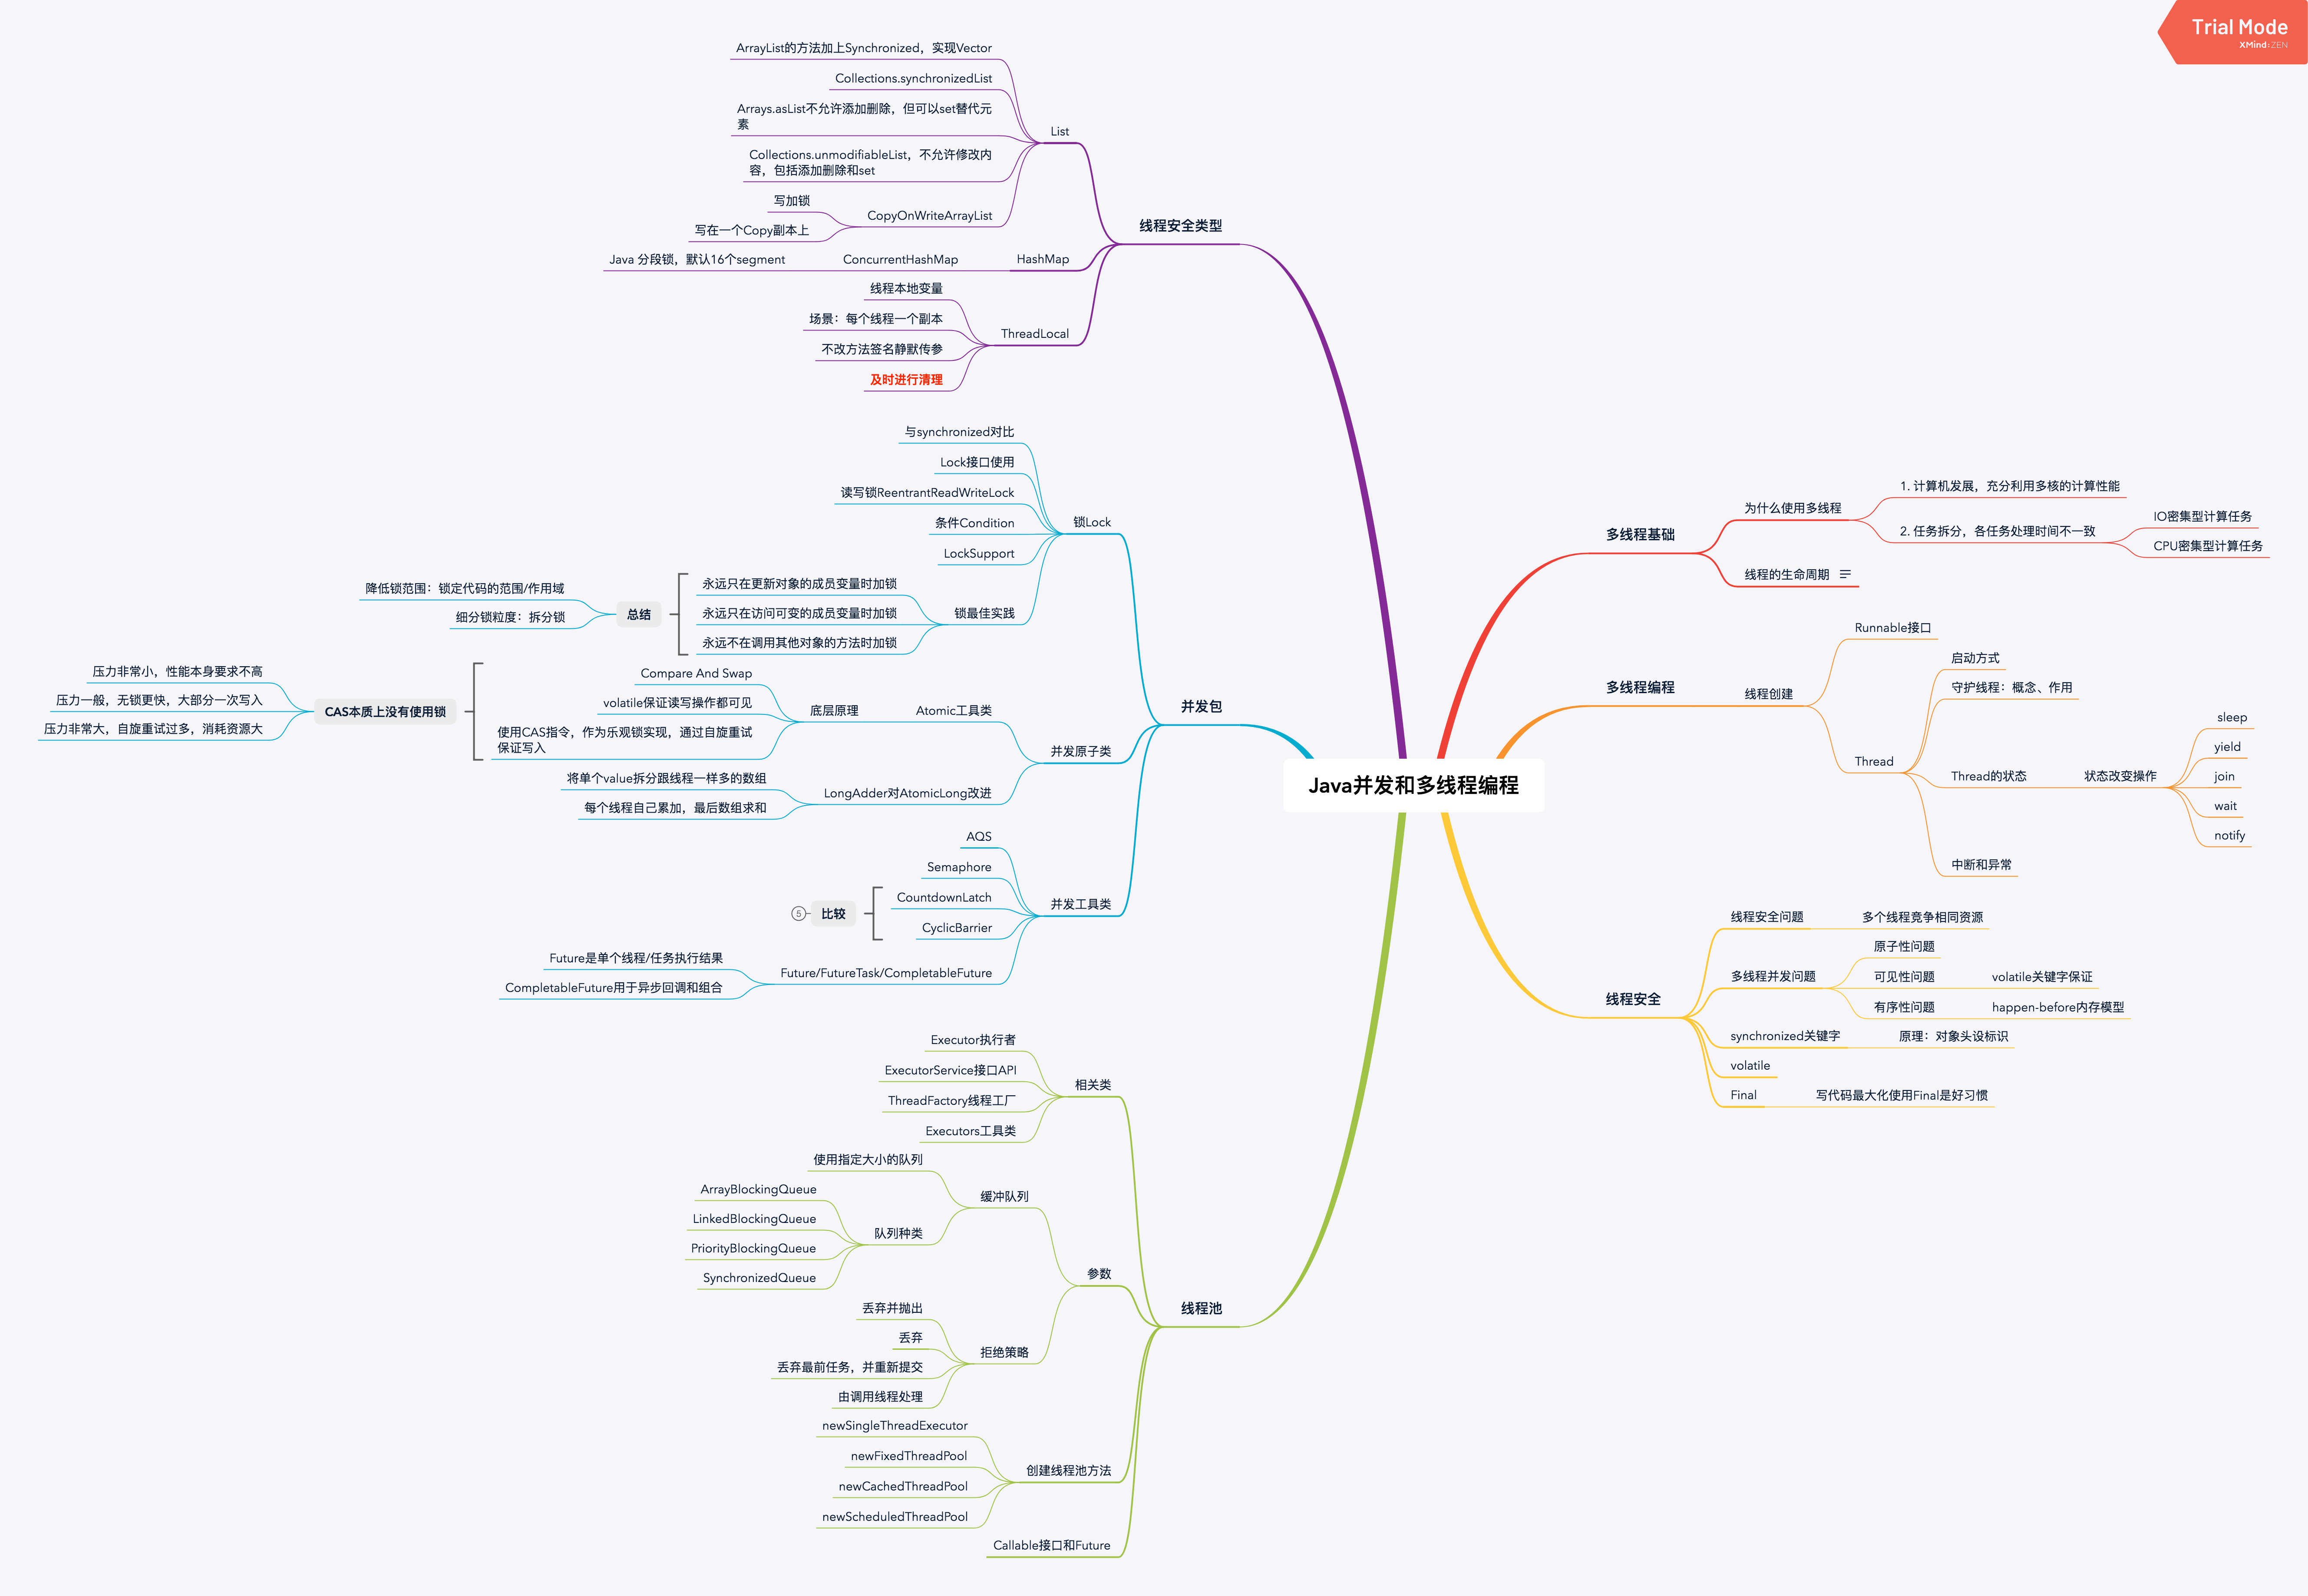 Trial Mode
XMind:ZEN
Java并发和多线程编程
多线程基础
为什么使用多线程
1. 计算机发展，充分利用多核的计算性能
2. 任务拆分，各任务处理时间不一致
IO密集型计算任务
CPU密集型计算任务
线程的生命周期
多线程编程
线程创建
Runnable接口
Thread
启动方式
守护线程：概念、作用
Thread的状态
状态改变操作
sleep
yield
join
wait
notify
中断和异常
线程安全
线程安全问题
多个线程竞争相同资源
多线程并发问题
原子性问题
可见性问题
volatile关键字保证
有序性问题
happen-before内存模型
synchronized关键字
原理：对象头设标识
volatile
Final
写代码最大化使用Final是好习惯
线程安全类型
List
ArrayList的方法加上Synchronized，实现Vector
Collections.synchronizedList
Arrays.asList不允许添加删除，但可以set替代元
素
Collections.unmodifiableList，不允许修改内
容，包括添加删除和set
CopyOnWriteArrayList
写加锁
写在一个Copy副本上
HashMap
ConcurrentHashMap
Java 分段锁，默认16个segment
ThreadLocal
线程本地变量
场景：每个线程一个副本
不改方法签名静默传参
及时进行清理
并发包
锁Lock
与synchronized对比
Lock接口使用
读写锁ReentrantReadWriteLock
条件Condition
LockSupport
锁最佳实践
永远只在更新对象的成员变量时加锁
永远只在访问可变的成员变量时加锁
永远不在调用其他对象的方法时加锁
总结
降低锁范围：锁定代码的范围/作用域
细分锁粒度：拆分锁
并发原子类
Atomic工具类
底层原理
Compare And Swap
volatile保证读写操作都可见
使用CAS指令，作为乐观锁实现，通过自旋重试
保证写入
CAS本质上没有使用锁
压力非常小，性能本身要求不高
压力一般，无锁更快，大部分一次写入
压力非常大，自旋重试过多，消耗资源大
LongAdder对AtomicLong改进
将单个value拆分跟线程一样多的数组
每个线程自己累加，最后数组求和
并发工具类
AQS
Semaphore
CountdownLatch
CyclicBarrier
比较
5
Future/FutureTask/CompletableFuture
Future是单个线程/任务执行结果
CompletableFuture用于异步回调和组合
线程池
相关类
Executor执行者
ExecutorService接口API
ThreadFactory线程工厂
Executors工具类
参数
缓冲队列
使用指定大小的队列
队列种类
ArrayBlockingQueue
LinkedBlockingQueue
PriorityBlockingQueue
SynchronizedQueue
拒绝策略
丢弃并抛出
丢弃
丢弃最前任务，并重新提交
由调用线程处理
创建线程池方法
newSingleThreadExecutor
newFixedThreadPool
newCachedThreadPool
newScheduledThreadPool
Callable接口和Future